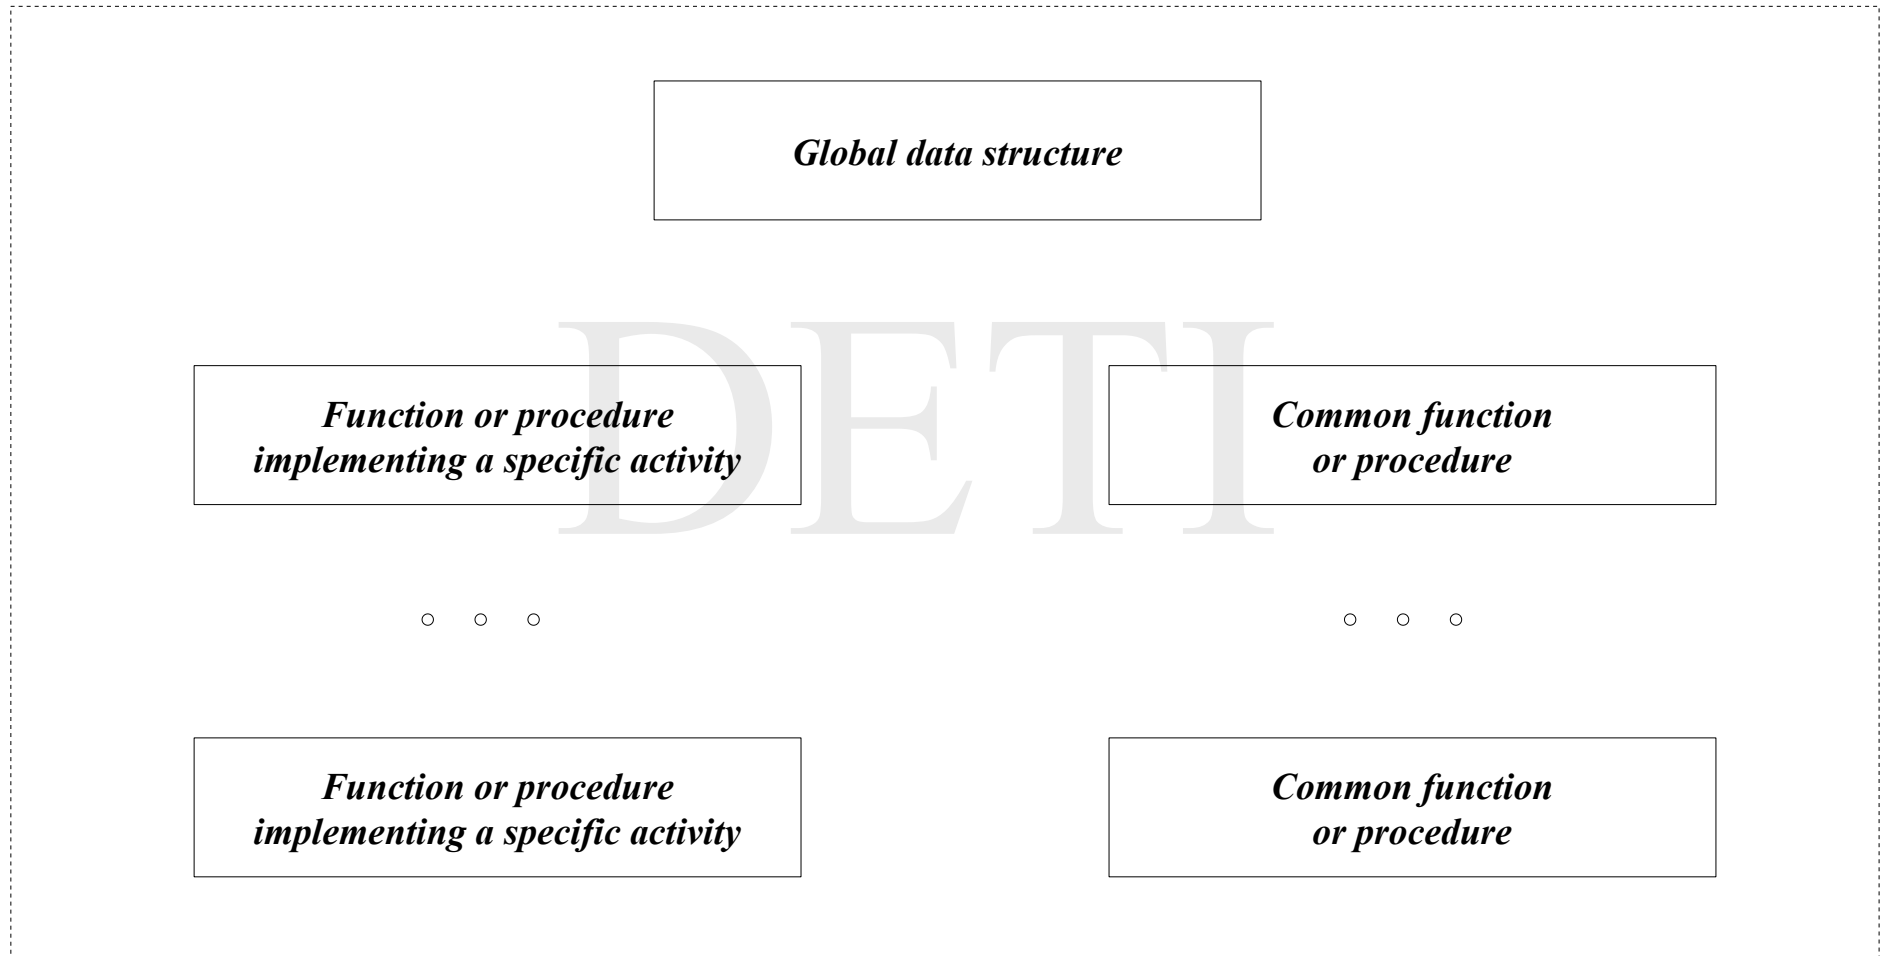 Global data structure
DETI
Function or procedure
implementing a specific activity
Common function
or procedure
Function or procedure
implementing a specific activity
Common function
or procedure